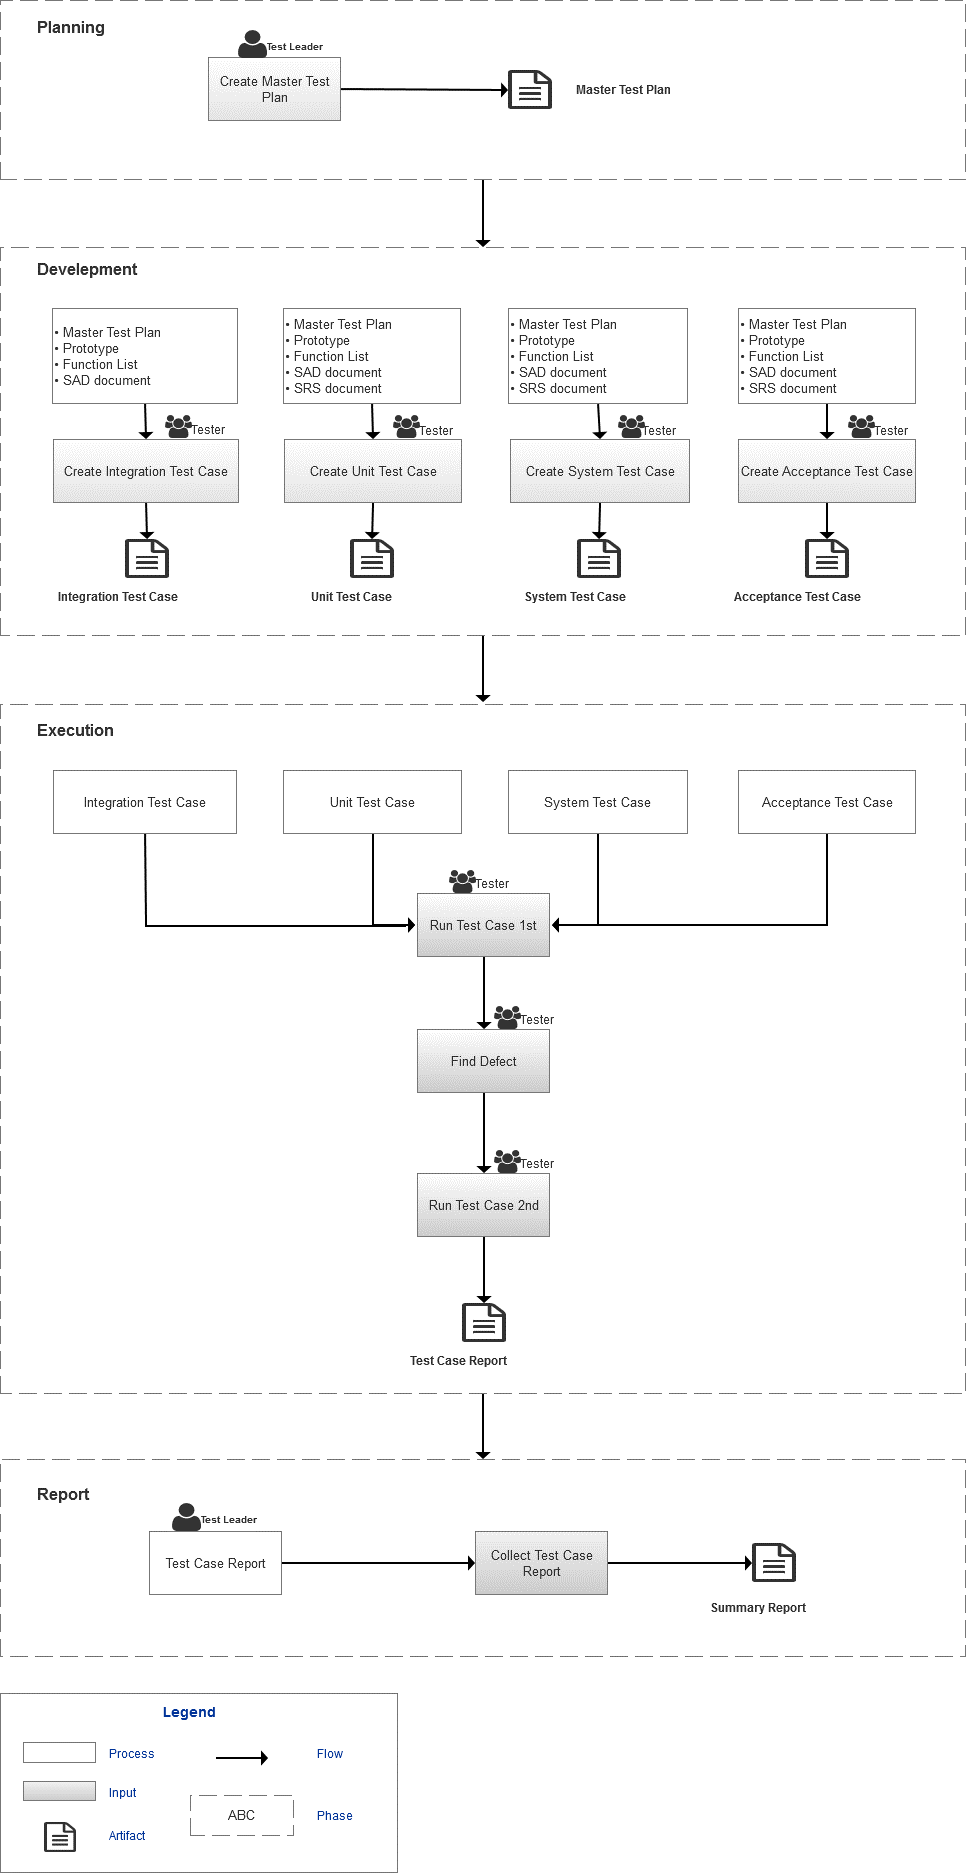 Planning
Test Leader
Create Master Test
Plan
Master Test Plan
Develepment
• Master Test Plan
• Prototype
• Function List
• SAD document
• Master Test Plan
• Prototype
• Function List
• SAD document
• SRS document
• Master Test Plan
• Prototype
• Function List
• SAD document
• SRS document
• Master Test Plan
• Prototype
• Function List
• SAD document
• SRS document
Tester
Tester
Tester
Tester
Create Integration Test Case
Create Unit Test Case
Create System Test Case
Create Acceptance Test Case
Integration Test Case
Unit Test Case
System Test Case
Acceptance Test Case
Execution
Integration Test Case
Unit Test Case
System Test Case
Acceptance Test Case
Tester
Run Test Case 1st
Tester
Find Defect
Tester
Run Test Case 2nd
Test Case Report
Report
Test Leader
Test Case Report
Collect Test Case
Report
Summary Report
Legend
Process
Flow
Input
ABC
Phase
Artifact